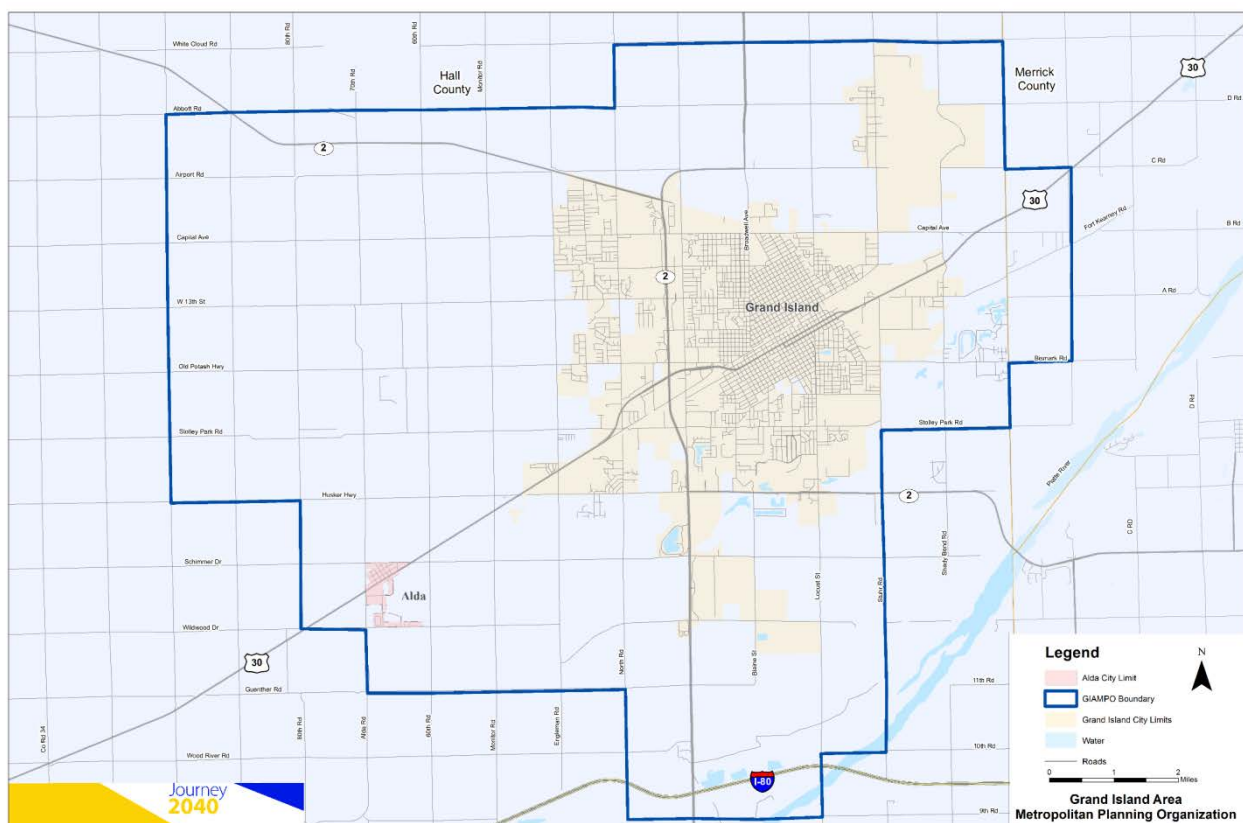 White Cloud Rd
80th Rd
60th Rd
70th Rd
Monitor Rd
Hall
County
Merrick
County
30
Abbott Rd
D Rd
2
C Rd
Airport Rd
30
Fort Kearney Rd
Broadwell Ave
Capital Ave
Capital Ave
B Rd
2
W 13th St
Grand Island
A Rd
Old Potash Hwy
Bismark Rd
D Rd
Stolley Park Rd
Platte River
Husker Hwy
2
C RD
Schimmer Dr
Shady Bend Rd
Locust St
Stuhr Rd
Alda
Wildwood Dr
30
North Rd
Blaine St
Guenther Rd
11th Rd
Co Rd 34
Alda Rd
60th Rd
Monitor Rd
Engleman Rd
Wood River Rd
10th Rd
I-80
9th Rd
Journey
2040
Legend
N
Alda City Limit
GIAMPO Boundary
Grand Island City Limits
Water
Roads
0 1 2
Miles
Grand Island Area
Metropolitan Planning Organization